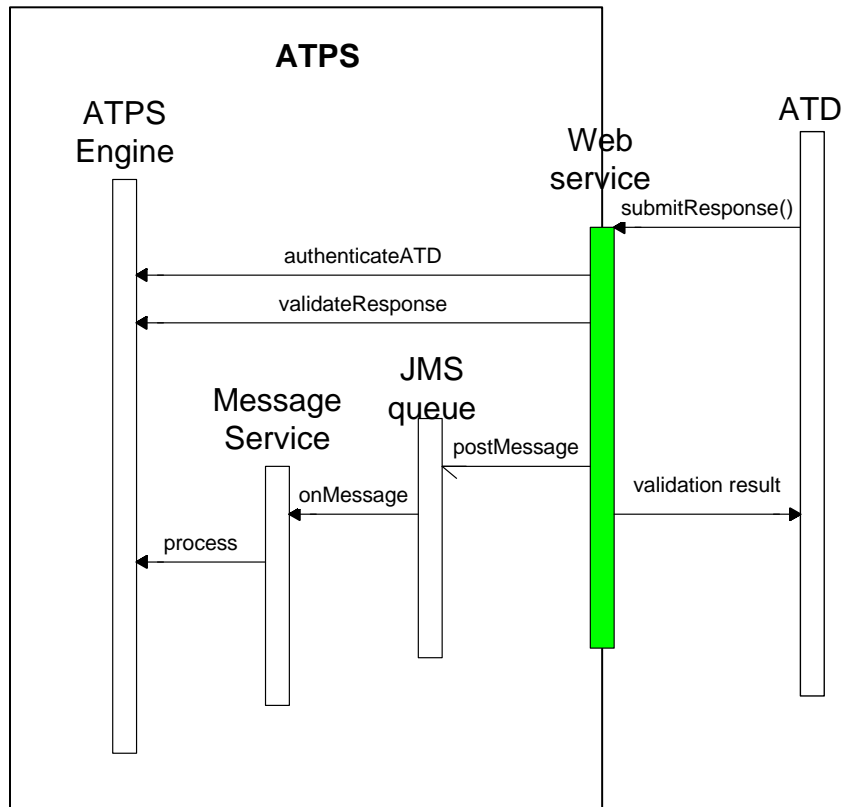 ATPS
ATPS
Engine
Web
service
ATD
submitResponse()
authenticateATD
validateResponse
JMS
queue
Message
Service
postMessage
onMessage
validation result
process